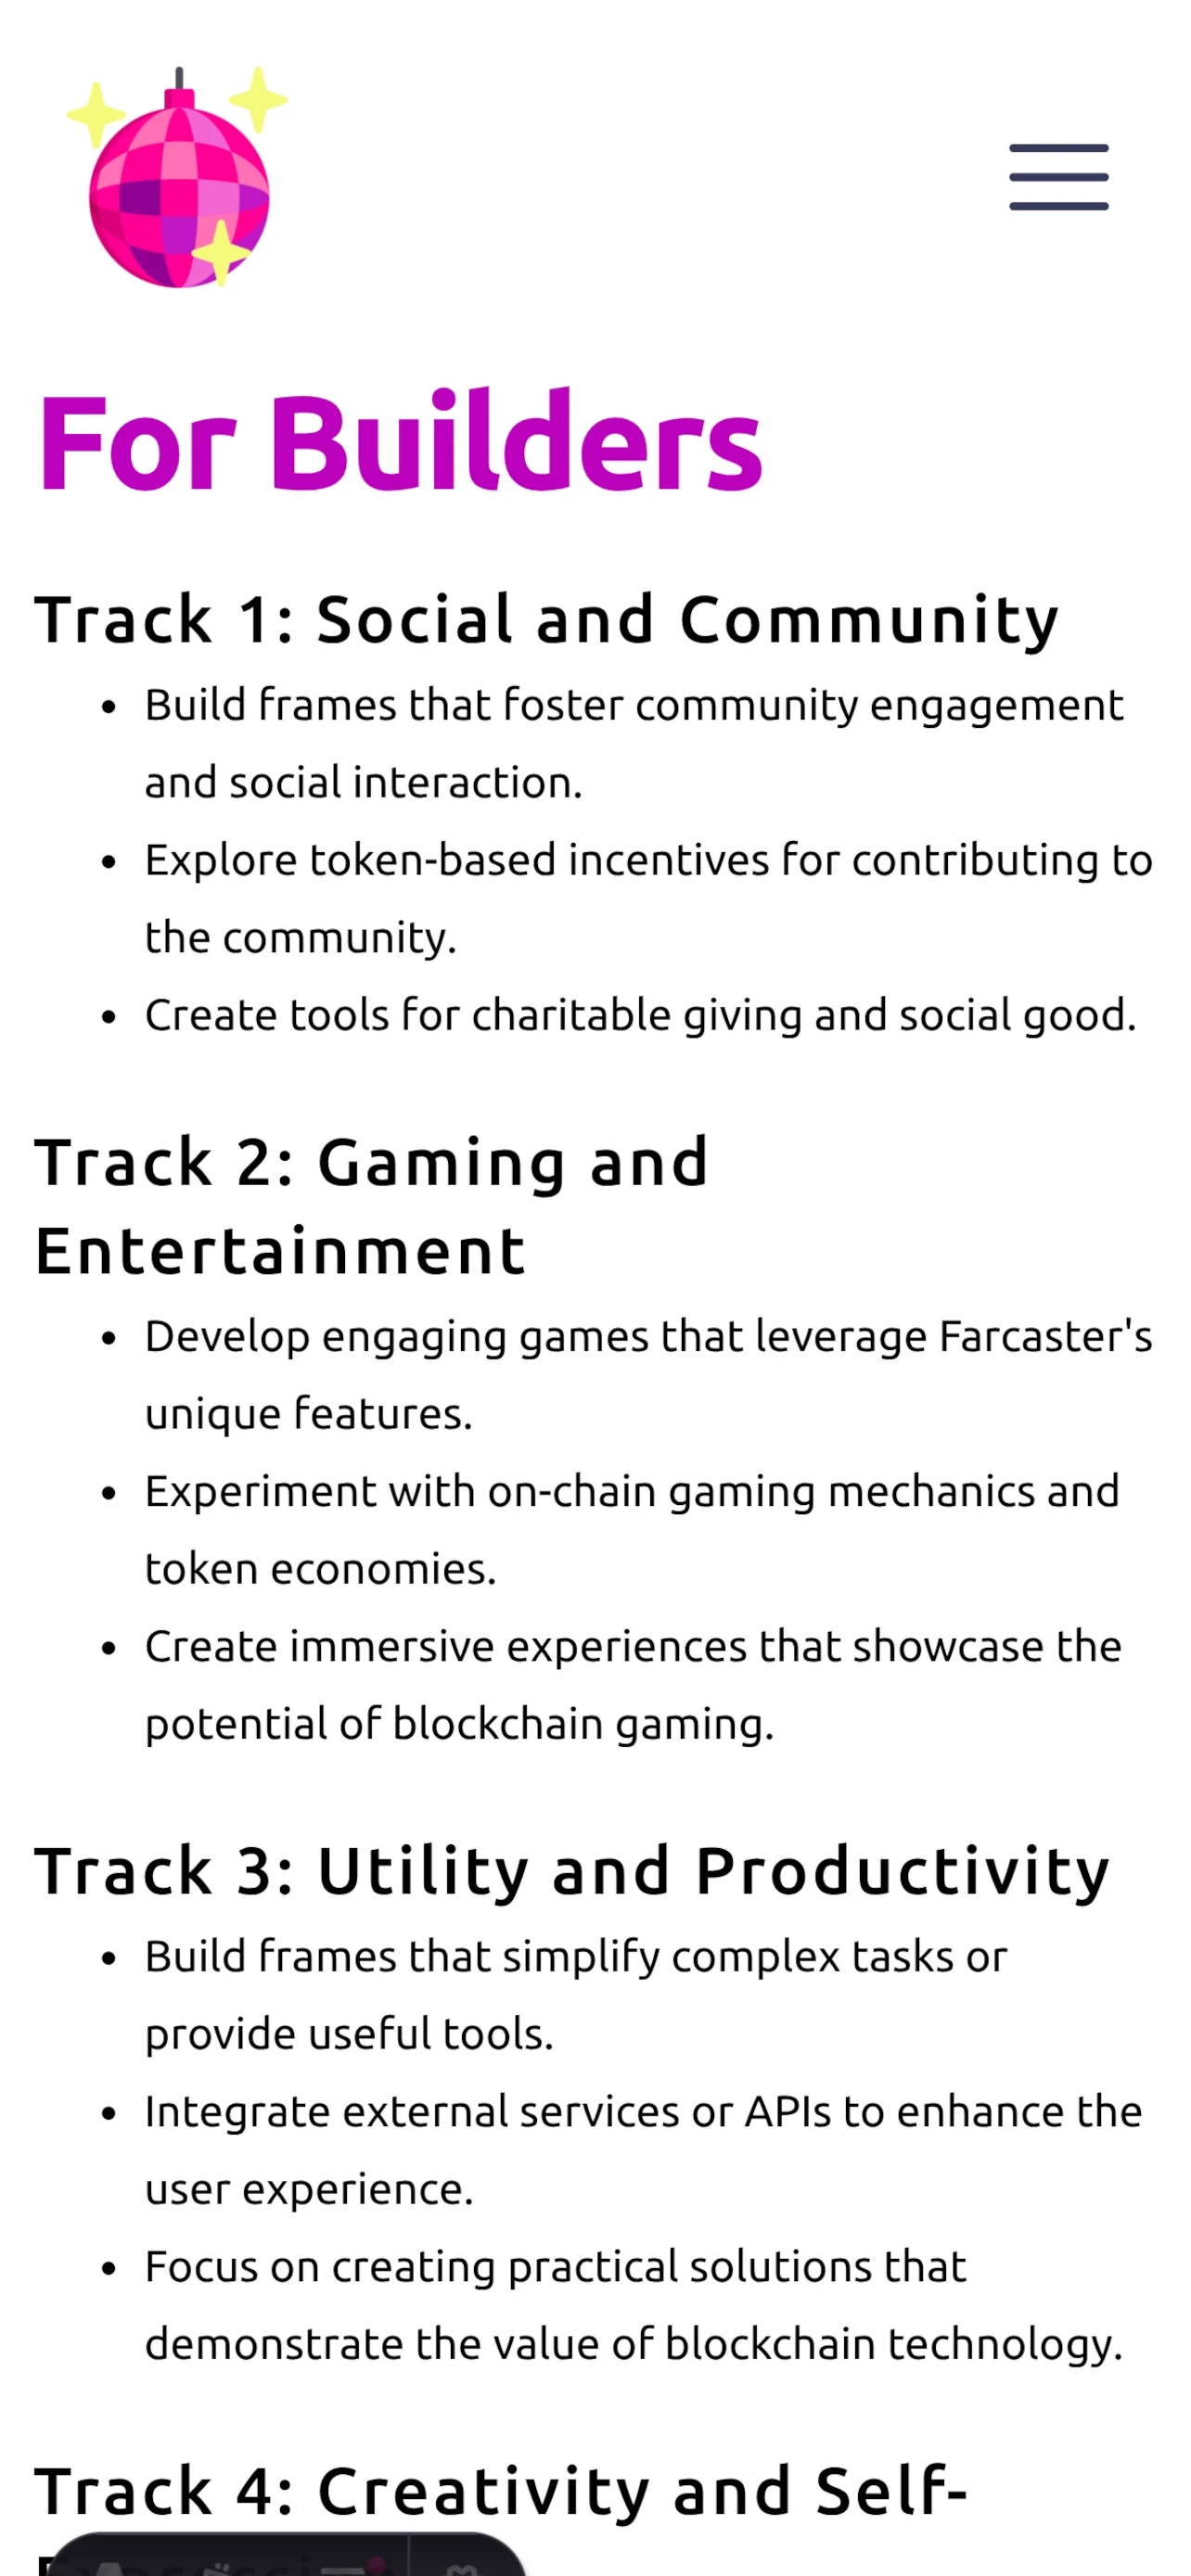 For Builders
Track 1: Social and Community
• Build frames that foster community engagement
and social interaction.
• Explore token-based incentives for contributing to
the community.
• Create tools for charitable giving and social good.
Track 2: Gaming and
Entertainment
• Develop engaging games that leverage Farcaster's
unique features.
• Experiment with on-chain gaming mechanics and
token economies.
• Create immersive experiences that showcase the
potential of blockchain gaming.
Track 3: Utility and Productivity
• Build frames that simplify complex tasks or
provide useful tools.
• Integrate external services or APIs to enhance the
user experience.
• Focus on creating practical solutions that
demonstrate the value of blockchain technology.
Track 4: Creativity and Self-